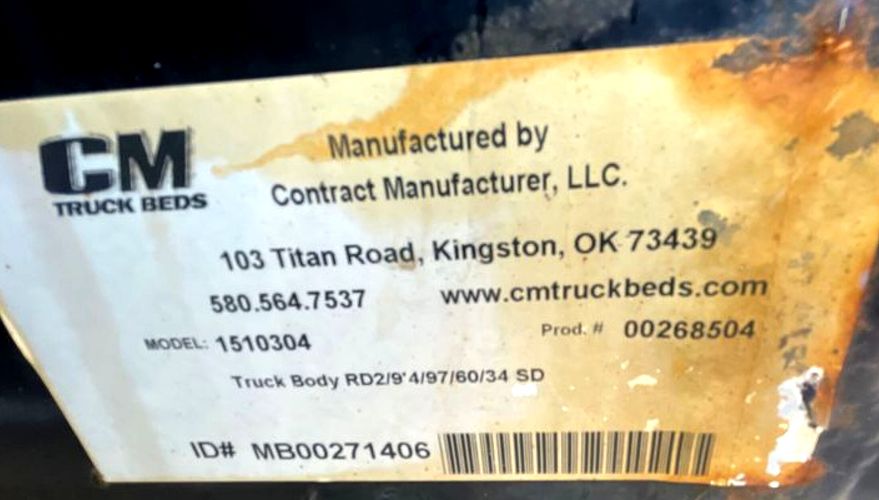 CM
TRUCK BEDS
Manufactured by
Contract Manufacturer, LLC.
103 Titan Road, Kingston, OK 73439
580.564.7537 www.cmtruckbeds.com
MODEL: 1510304 Prod. # 00268504
Truck Body RD2/9'4/97/60/34 SD
ID# MB00271406